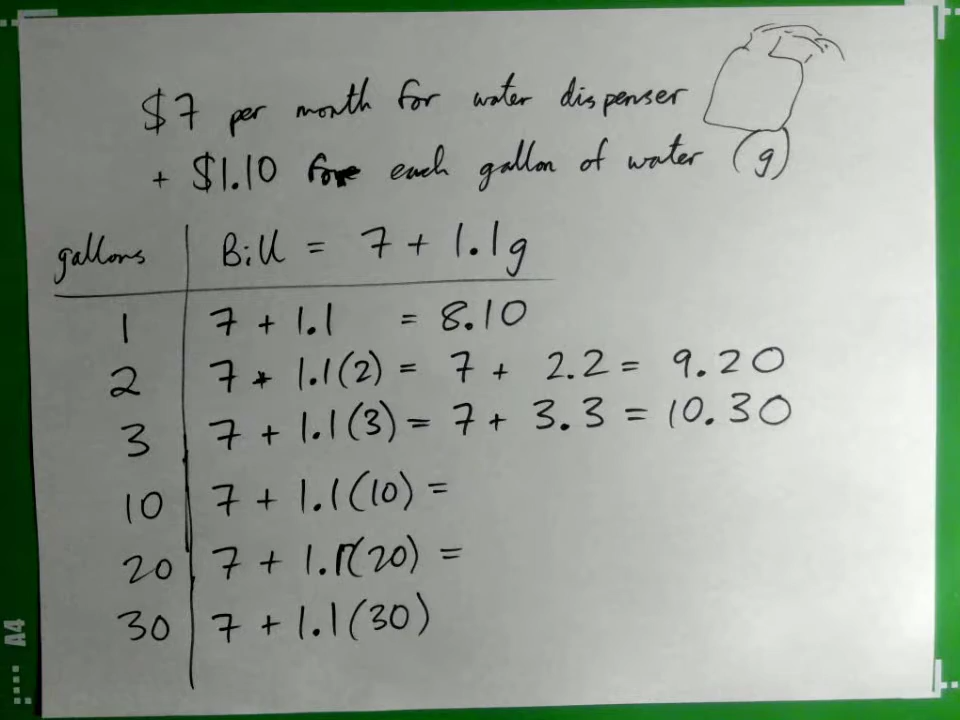 $7 per month for water dispenser
+ $1.10 for each gallon of water (g)
gallons Bill = 7 + 1.1g
1 7 + 1.1 = 8.10
2 7 + 1.1(2) = 7 + 2.2 = 9.20
3 7 + 1.1(3) = 7 + 3.3 = 10.30
10 7 + 1.1(10) =
20 7 + 1.1(20) =
30 7 + 1.1(30)
A4